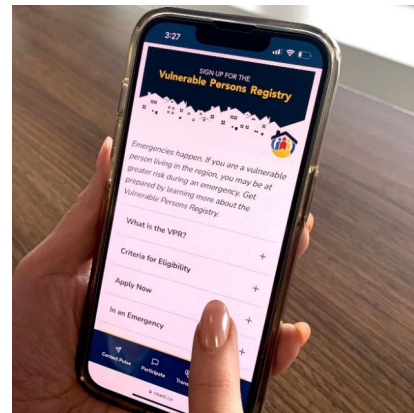 3:27
SIGN UP FOR THE
Vulnerable Persons Registry
Emergencies happen. If you are a vulnerable
person living in the region, you may be at
greater risk during an emergency. Get
prepared by learning more about the
Vulnerable Persons Registry.
What is the VPR? +
Criteria for Eligibility +
Apply Now +
In an Emergency +
Contact Pulse
Participate